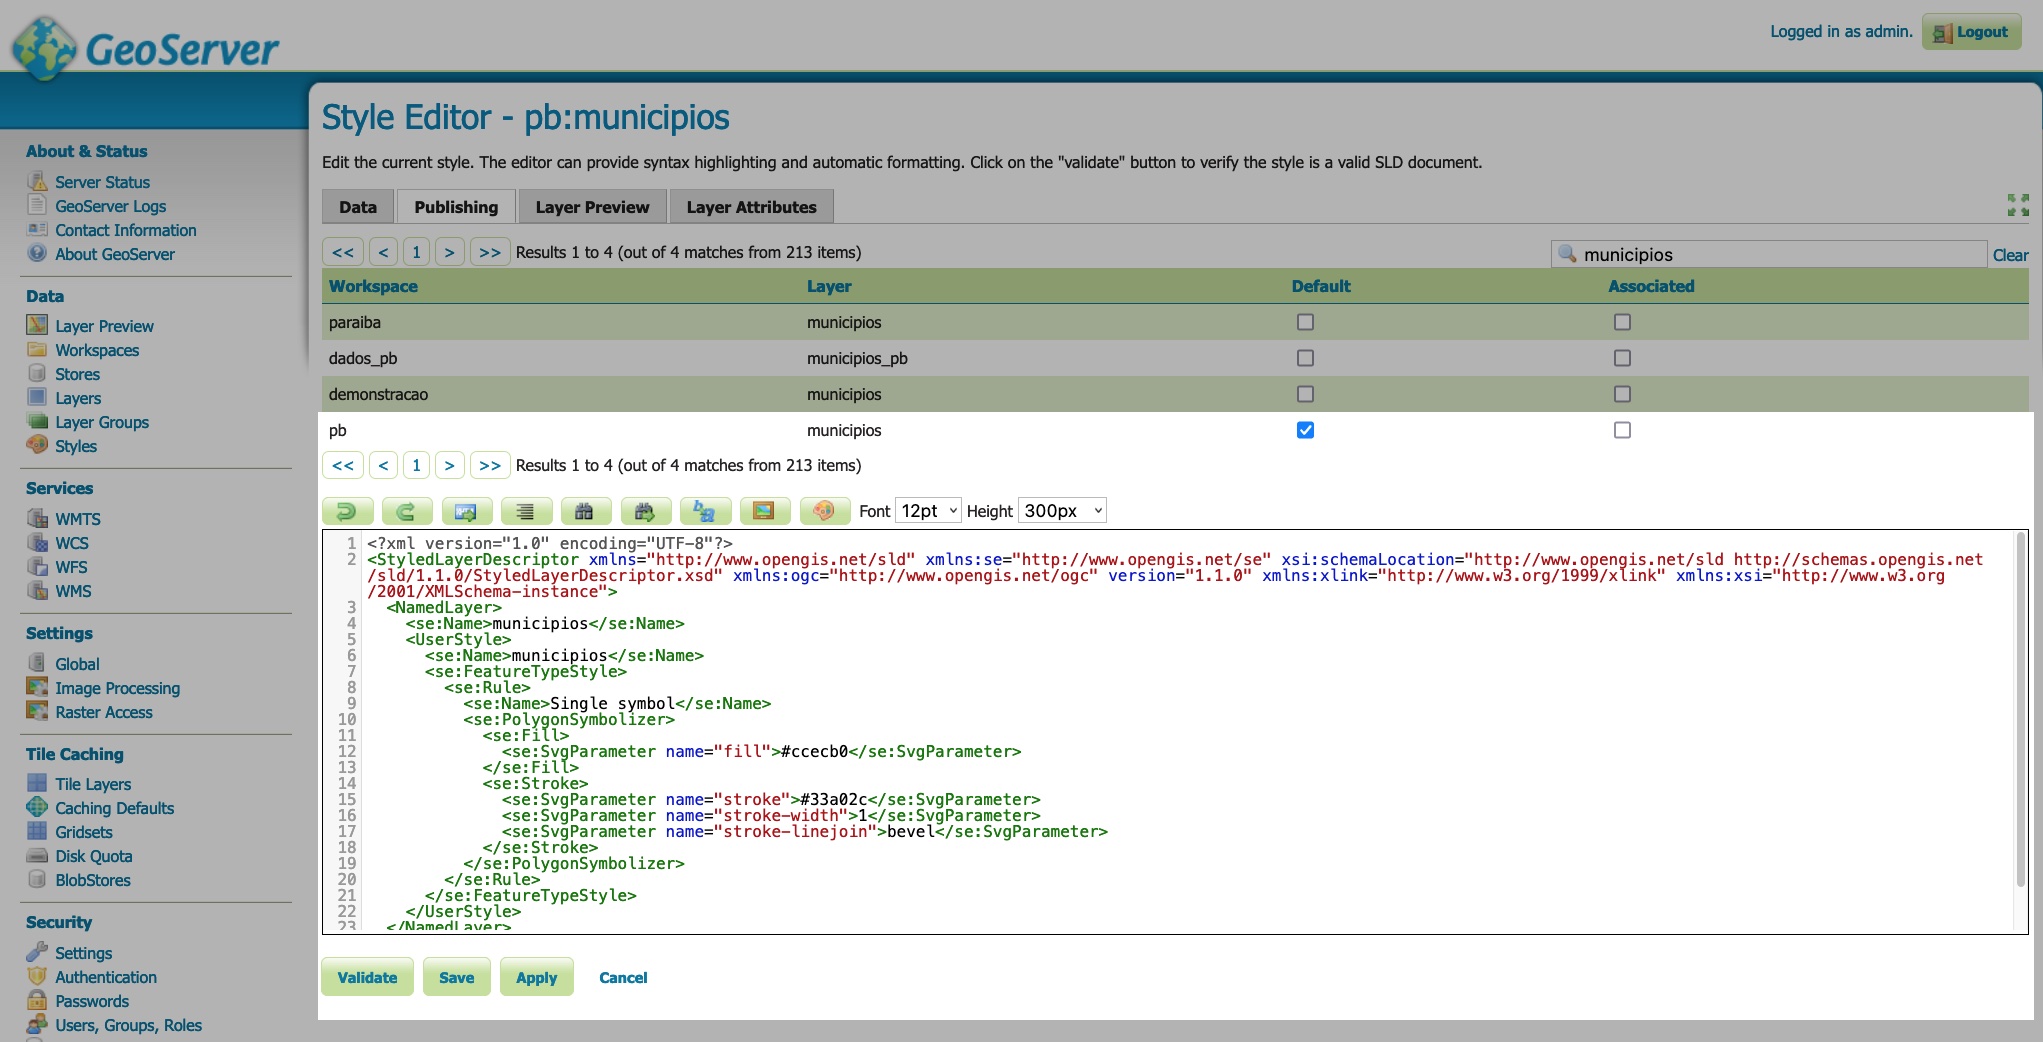 GeoServer
Logged in as admin.
Logout
Style Editor - pb:municipios
Edit the current style. The editor can provide syntax highlighting and automatic formatting. Click on the "validate" button to verify the style is a valid SLD document.
About & Status
Server Status
GeoServer Logs
Contact Information
About GeoServer
Data
Layer Preview
Workspaces
Stores
Layers
Layer Groups
Styles
Services
WMTS
WCS
WFS
WMS
Settings
Global
Image Processing
Raster Access
Tile Caching
Tile Layers
Caching Defaults
Gridsets
Disk Quota
BlobStores
Security
Settings
Authentication
Passwords
Users, Groups, Roles
Data Publishing Layer Preview Layer Attributes
<< < 1 > >> Results 1 to 4 (out of 4 matches from 213 items) municipios Clear
Workspace Layer Default Associated
paraiba municipios
dados_pb municipios_pb
demonstracao municipios
pb municipios
<< < 1 > >> Results 1 to 4 (out of 4 matches from 213 items)
Font 12pt Height 300px
1 <?xml version="1.0" encoding="UTF-8"?>
2 <StyledLayerDescriptor xmlns="http://www.opengis.net/sld" xmlns:se="http://www.opengis.net/se" xsi:schemaLocation="http://www.opengis.net/sld http://schemas.opengis.net
/sld/1.1.0/StyledLayerDescriptor.xsd" xmlns:ogc="http://www.opengis.net/ogc" version="1.1.0" xmlns:xlink="http://www.w3.org/1999/xlink" xmlns:xsi="http://www.w3.org
/2001/XMLSchema-instance">
3 <NamedLayer>
4 <se:Name>municipios</se:Name>
5 <UserStyle>
6 <se:Name>municipios</se:Name>
7 <se:FeatureTypeStyle>
8 <se:Rule>
9 <se:Name>Single symbol</se:Name>
10 <se:PolygonSymbolizer>
11 <se:Fill>
12 <se:SvgParameter name="fill">#ccecb0</se:SvgParameter>
13 </se:Fill>
14 <se:Stroke>
15 <se:SvgParameter name="stroke">#33a02c</se:SvgParameter>
16 <se:SvgParameter name="stroke-width">1</se:SvgParameter>
17 <se:SvgParameter name="stroke-linejoin">bevel</se:SvgParameter>
18 </se:Stroke>
19 </se:PolygonSymbolizer>
20 </se:Rule>
21 </se:FeatureTypeStyle>
22 </UserStyle>
23 </NamedLayer>
Validate Save Apply Cancel